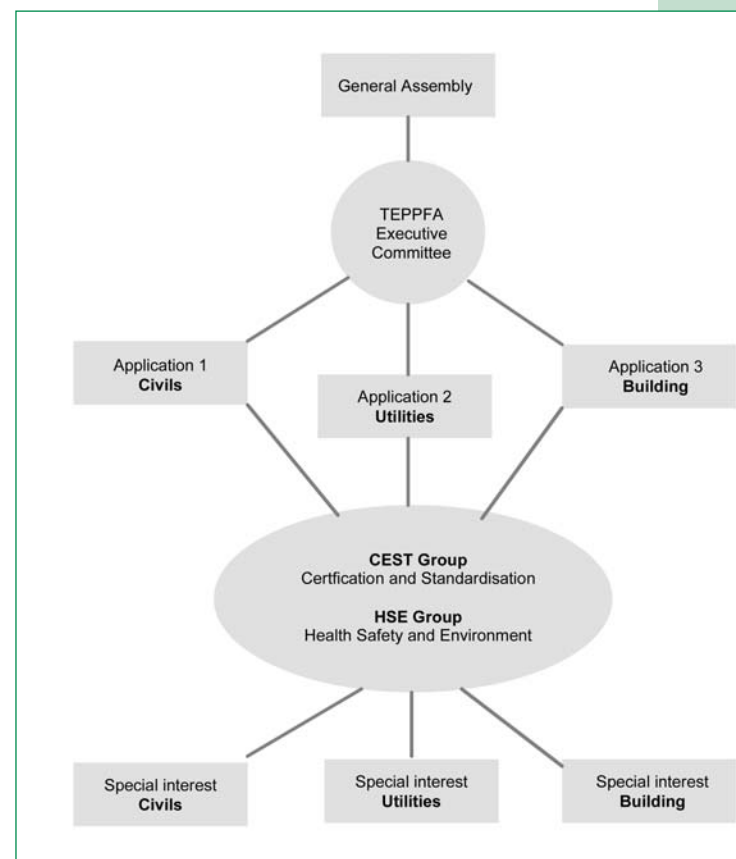 General Assembly
TEPPFA
Executive
Committee
Application 1
Civils
Application 2
Utilities
Application 3
Building
CEST Group
Certfication and Standardisation
HSE Group
Health Safety and Environment
Special interest
Civils
Special interest
Utilities
Special interest
Building